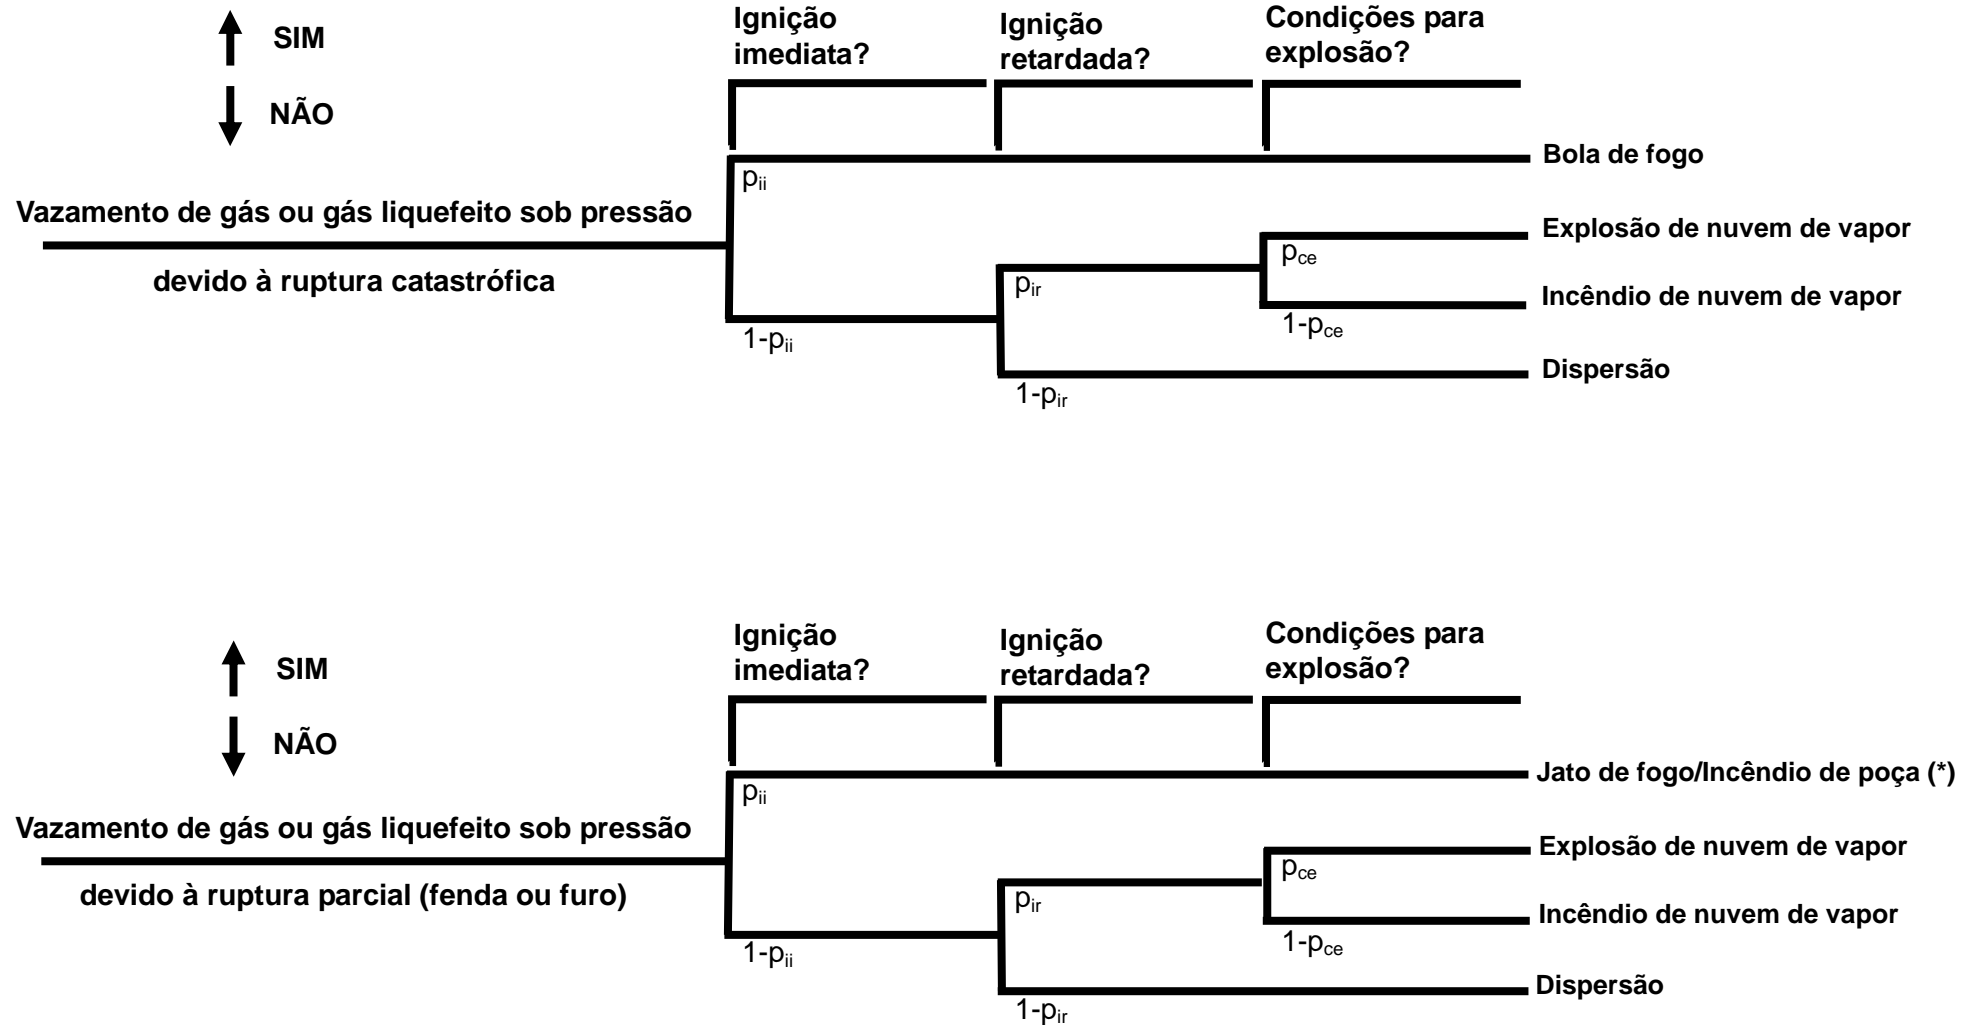 SIM
NÃO
Ignição
imediata?
Ignição
retardada?
Condições para
explosão?
Vazamento de gás ou gás liquefeito sob pressão
devido à ruptura catastrófica
pii
1-pii
pir
1-pir
pce
1-pce
Bola de fogo
Explosão de nuvem de vapor
Incêndio de nuvem de vapor
Dispersão
SIM
NÃO
Ignição
imediata?
Ignição
retardada?
Condições para
explosão?
Vazamento de gás ou gás liquefeito sob pressão
devido à ruptura parcial (fenda ou furo)
pii
1-pii
pir
1-pir
pce
1-pce
Jato de fogo/Incêndio de poça (*)
Explosão de nuvem de vapor
Incêndio de nuvem de vapor
Dispersão